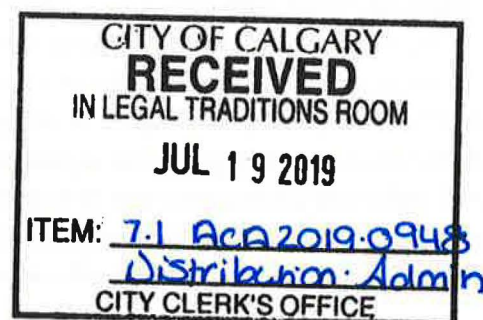 CITY OF CALGARY
RECEIVED
IN LEGAL TRADITIONS ROOM
JUL 19 2019
ITEM: 7.1 ACA2019-0948
Distribution: Admin
CITY CLERK'S OFFICE